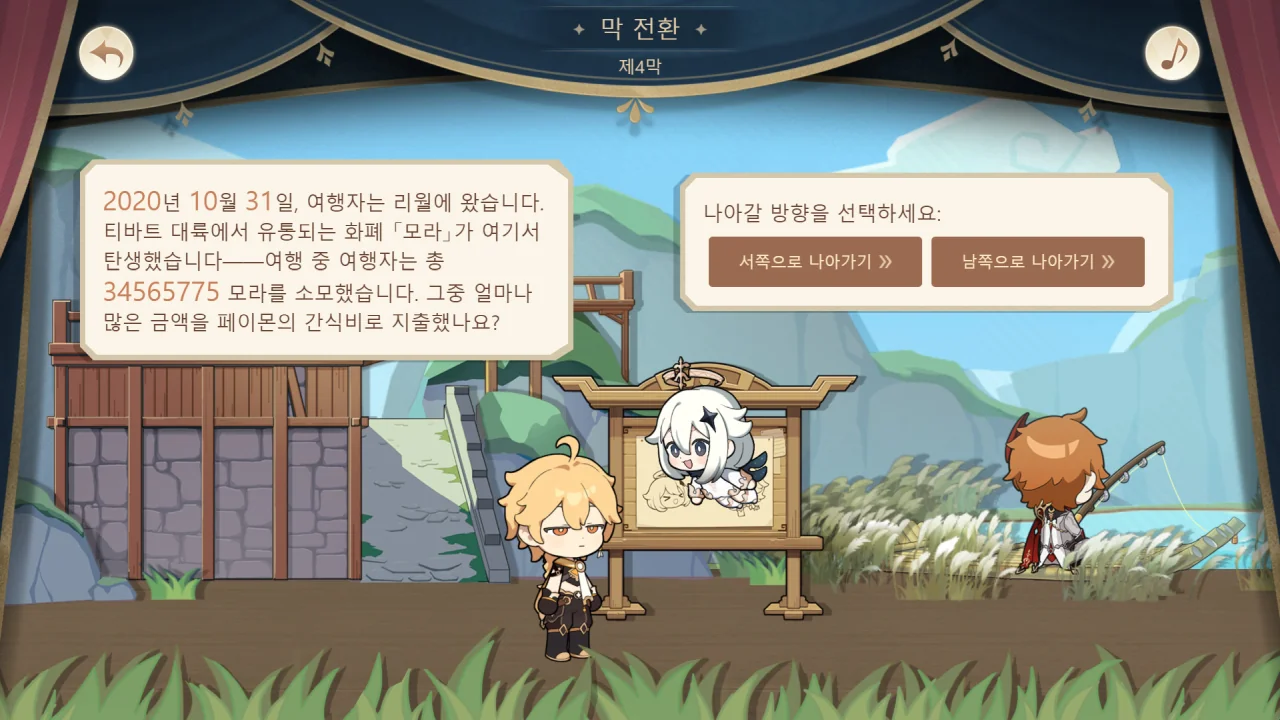 막 전환
제4막
2020년 10월 31일, 여행자는 리월에 왔습니다.
티바트 대륙에서 유통되는 화폐 「모라」가 여기서
탄생했습니다——여행 중 여행자는 총
34565775 모라를 소모했습니다. 그중 얼마나
많은 금액을 페이몬의 간식비로 지출했나요?
나아갈 방향을 선택하세요:
서쪽으로 나아가기 »
남쪽으로 나아가기 »